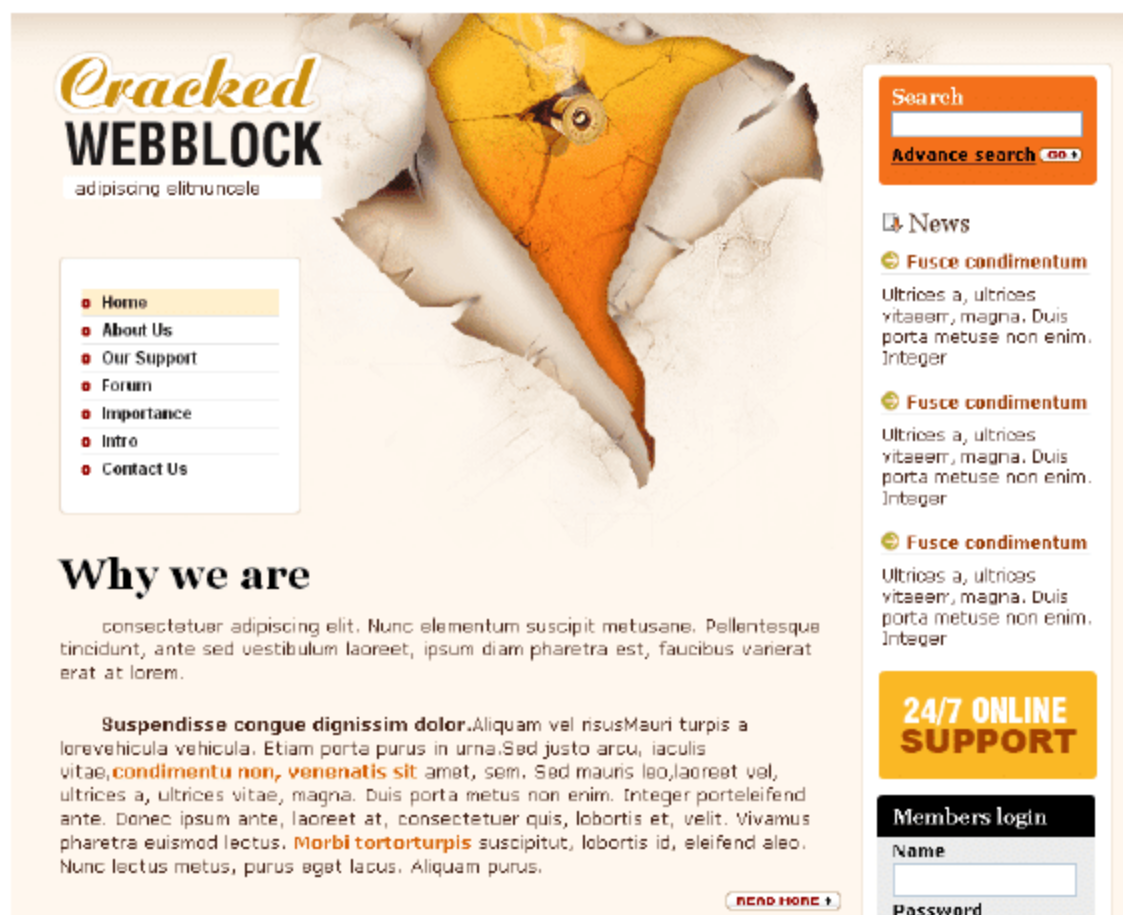 Cracked
WEBBLOCK
adipiscing elitnuncele
Home
About Us
Our Support
Forum
Importance
Intro
Contact Us
Why we are
consectetuer adipiscing elit. Nunc elementum suscipit metusane. Pellentesque
tincidunt, ante sed vestibulum laoreet, ipsum diam pharetra est, faucibus varierat
erat at lorem.
Suspendisse congue dignissim dolor.Aliquam vel risusMauri turpis a
lorevehicula vehicula. Etiam porta purus in urna.Sed justo arcu, iaculis
vitae,condimentu non, venenatis sit amet, sem. Sed mauris leo,laoreet vel,
ultrices a, ultrices vitae, magna. Duis porta metus non enim. Integer porteleifend
ante. Donec ipsum ante, laoreet at, consectetuer quis, lobortis et, velit. Vivamus
pharetra euismod lectus. Morbi tortorturpis suscipitut, lobortis id, eleifend aleo.
Nunc lectus metus, purus eget lacus. Aliquam purus.
READ MORE
Search
Advance search GO
News
Fusce condimentum
Ultrices a, ultrices
vitaeem, magna. Duis
porta metuse non enim.
Integer
Fusce condimentum
Ultrices a, ultrices
vitaeem, magna. Duis
porta metuse non enim.
Integer
Fusce condimentum
Ultrices a, ultrices
vitaeem, magna. Duis
porta metuse non enim.
Integer
24/7 ONLINE
SUPPORT
Members login
Name
Password